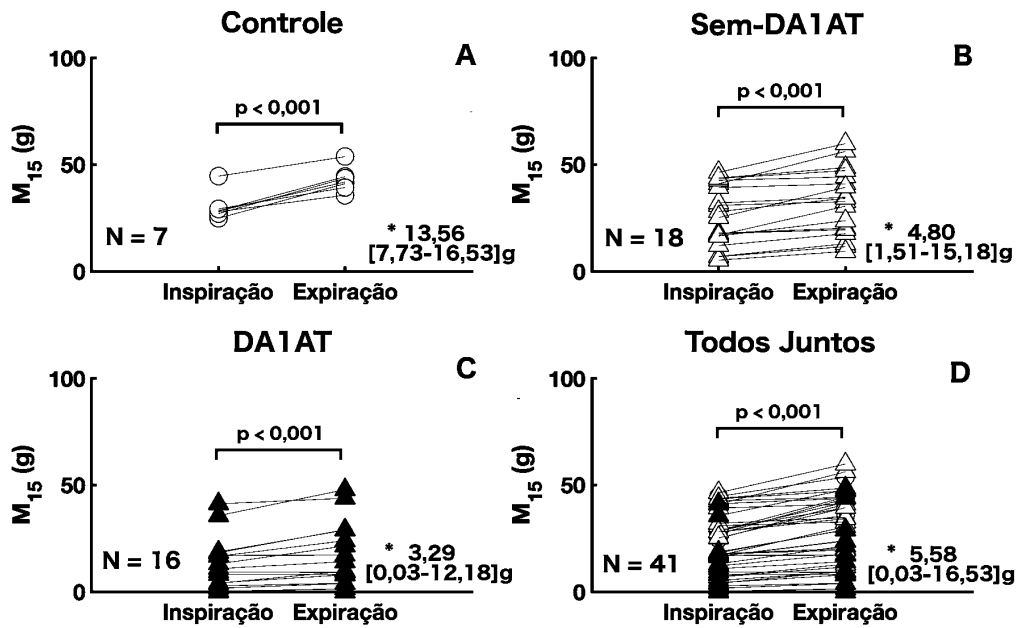 Controle
A
100
p < 0,001
M15 (g)
50
N = 7
* 13,56
[7,73-16,53]g
0
Inspiração Expiração
Sem-DA1AT
B
100
p < 0,001
M15 (g)
50
N = 18
* 4,80
[1,51-15,18]g
0
Inspiração Expiração
DA1AT
C
100
p < 0,001
M15 (g)
50
N = 16
* 3,29
[0,03-12,18]g
0
Inspiração Expiração
Todos Juntos
D
100
p < 0,001
M15 (g)
50
N = 41
* 5,58
[0,03-16,53]g
0
Inspiração Expiração